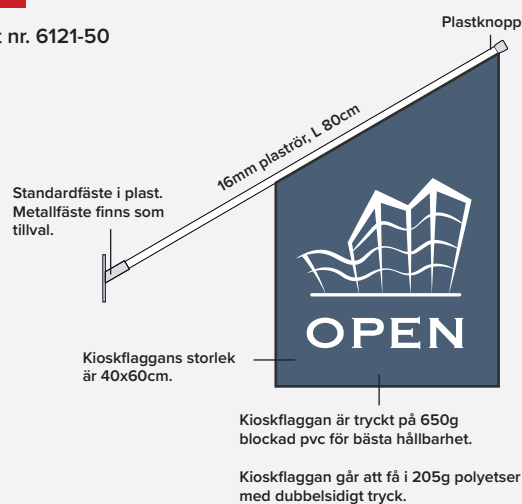 Plastknopp
t nr. 6121-50
16mm plaströr, L 80cm
Standardfäste i plast.
Metallfäste finns som
tillval.
OPEN
Kioskflaggans storlek
är 40x60cm.
Kioskflaggan är tryckt på 650g
blockad pvc för bästa hållbarhet.
Kioskflaggan går att få i 205g polyetser
med dubbelsidigt tryck.